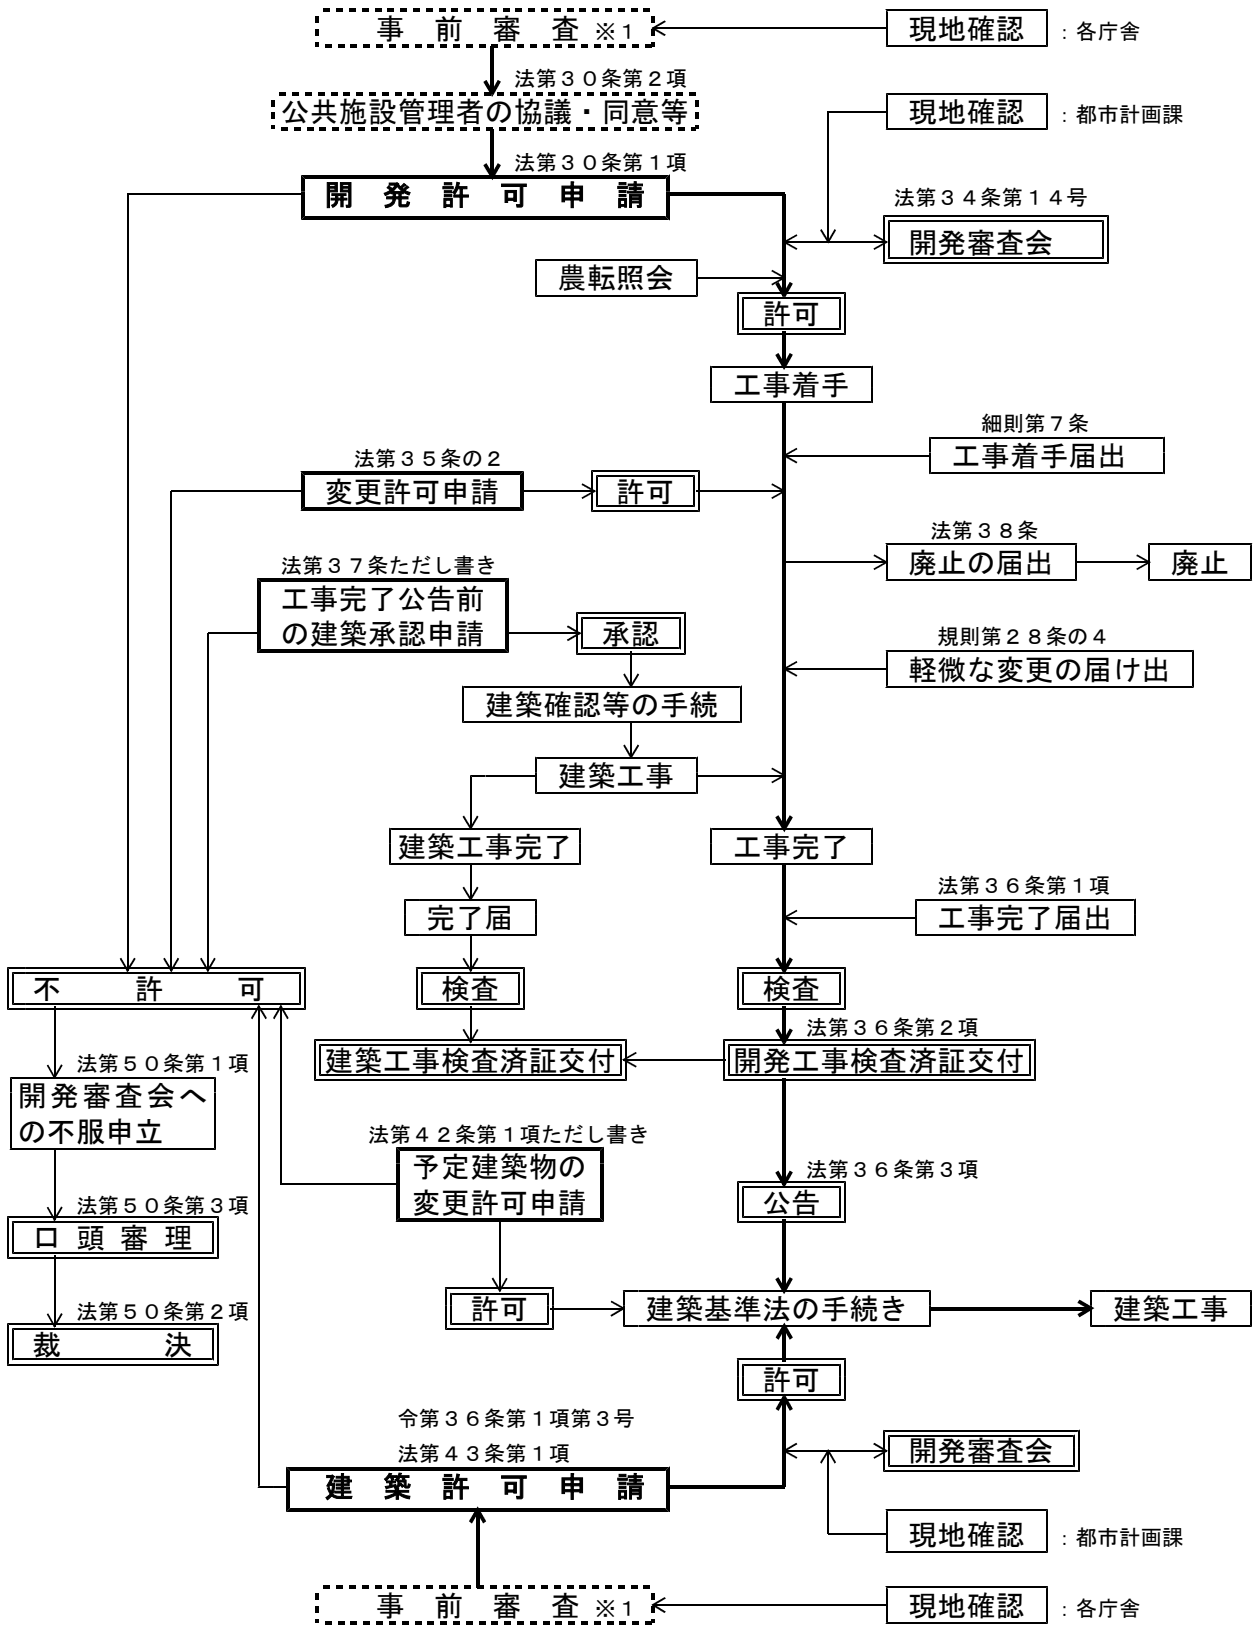 事　前　審　査 ※１
現地確認 ：各庁舎
法第３０条第２項
公共施設管理者の協議・同意等
現地確認 ：都市計画課
法第３０条第１項
開　発　許　可　申　請
法第３４条第１４号
開発審査会
農転照会
許可
工事着手
細則第７条
工事着手届出
法第３５条の２
変更許可申請
許可
法第３８条
廃止の届出
廃止
法第３７条ただし書き
工事完了公告前
の建築承認申請
承認
規則第２８条の４
軽微な変更の届け出
建築確認等の手続
建築工事
建築工事完了
工事完了
法第３６条第１項
工事完了届出
完了届
不　許　可
検査
検査
法第３６条第２項
建築工事検査済証交付
開発工事検査済証交付
法第５０条第１項
開発審査会へ
の不服申立
法第４２条第１項ただし書き
予定建築物の
変更許可申請
法第３６条第３項
公告
法第５０条第３項
口 頭 審 理
許可
建築基準法の手続き
建築工事
法第５０条第２項
裁　　　決
許可
令第３６条第１項第３号
法第４３条第１項
開発審査会
建　築　許　可　申　請
現地確認 ：都市計画課
事　前　審　査 ※１
現地確認 ：各庁舎